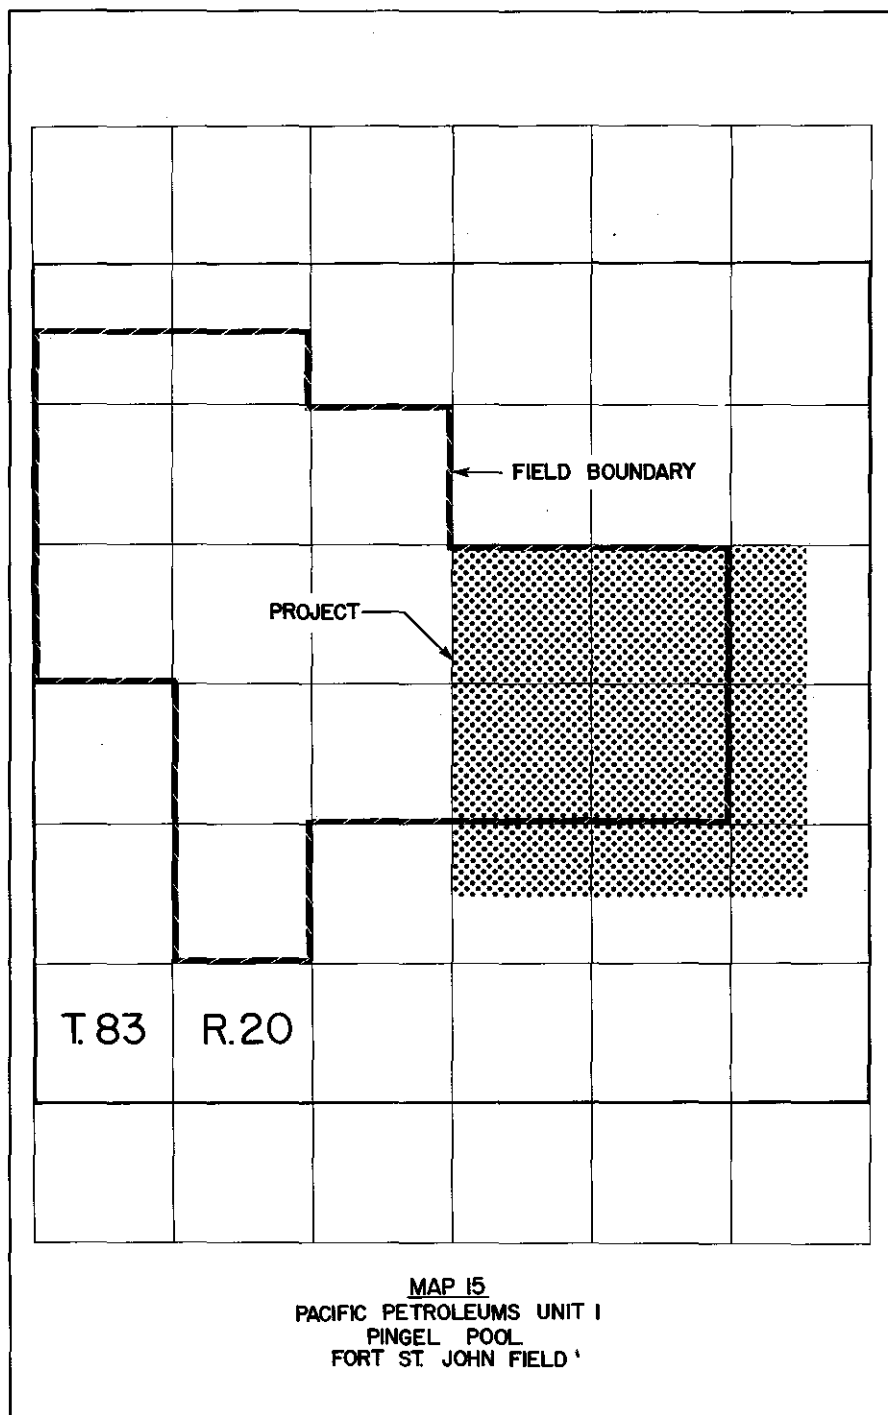 FIELD BOUNDARY
PROJECT
T. 83 R. 20
MAP 15
PACIFIC PETROLEUMS UNIT 1
PINGEL POOL
FORT ST. JOHN FIELD